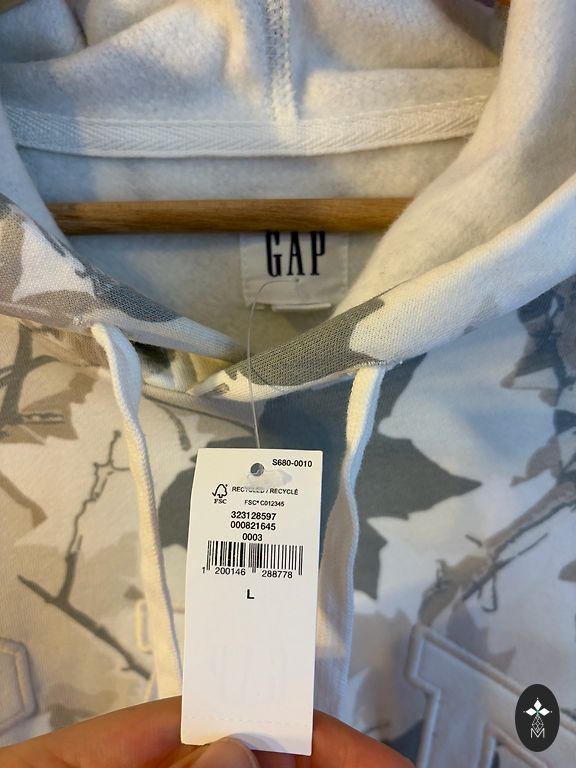 GAP
S680-0010
FSC
RECYCLED / RECYCLÉ
FSC® C012345
323128597
000821645
0003
1 200146 288778
L